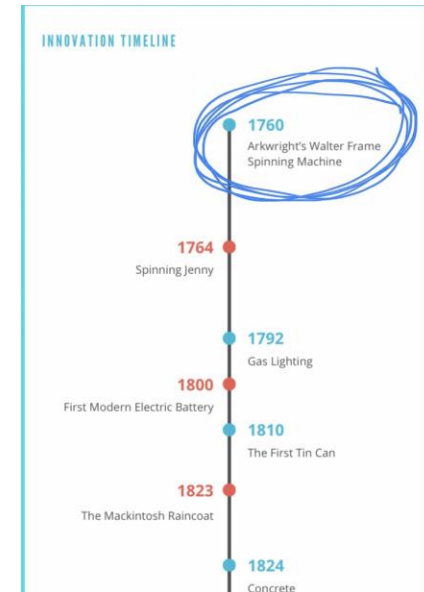 INNOVATION TIMELINE
1760
Arkwright's Walter Frame
Spinning Machine
1764
Spinning Jenny
1792
Gas Lighting
1800
First Modern Electric Battery
1810
The First Tin Can
1823
The Mackintosh Raincoat
1824
Concrete